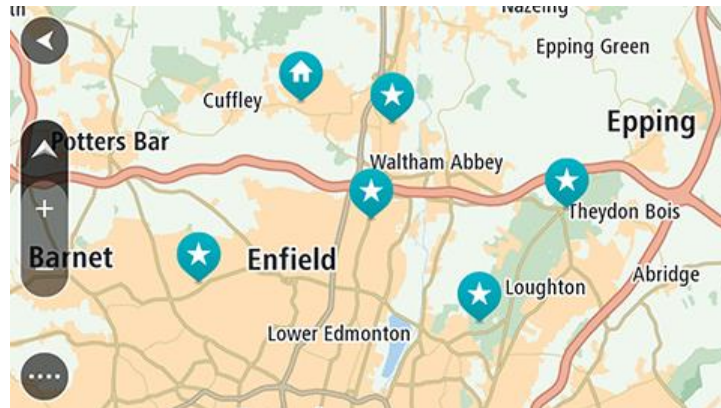 Nazeing
Epping Green
Cuffley
Epping
Potters Bar
Waltham Abbey
Theydon Bois
Barnet
Enfield
Loughton
Abridge
Lower Edmonton